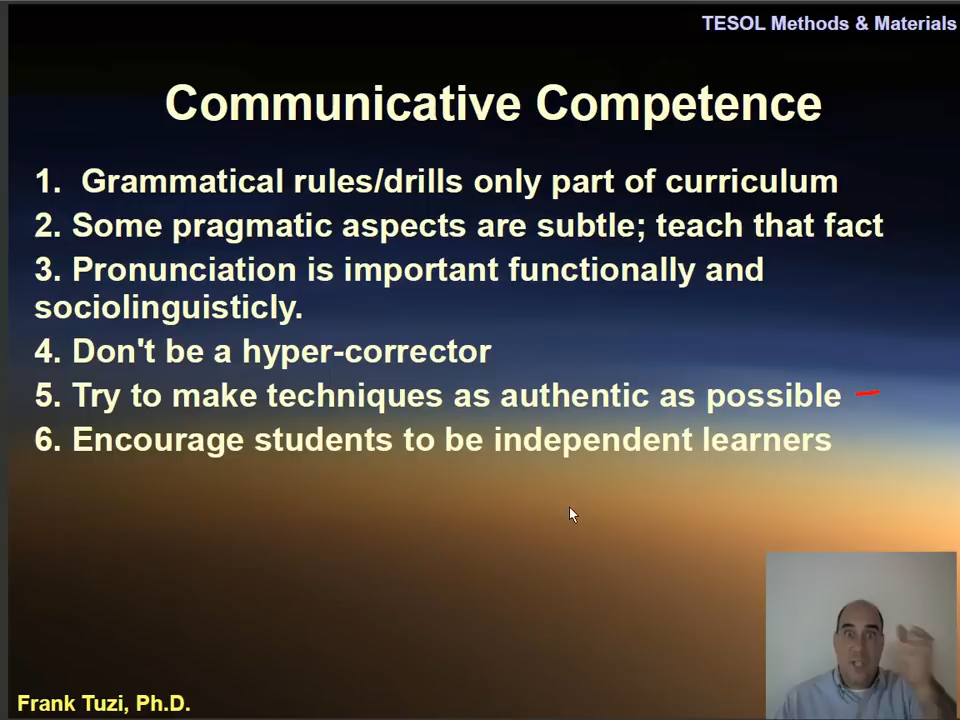 TESOL Methods & Materials
Communicative Competence
1. Grammatical rules/drills only part of curriculum
2. Some pragmatic aspects are subtle; teach that fact
3. Pronunciation is important functionally and
sociolinguisticly.
4. Don't be a hyper-corrector
5. Try to make techniques as authentic as possible
6. Encourage students to be independent learners
Frank Tuzi, Ph.D.